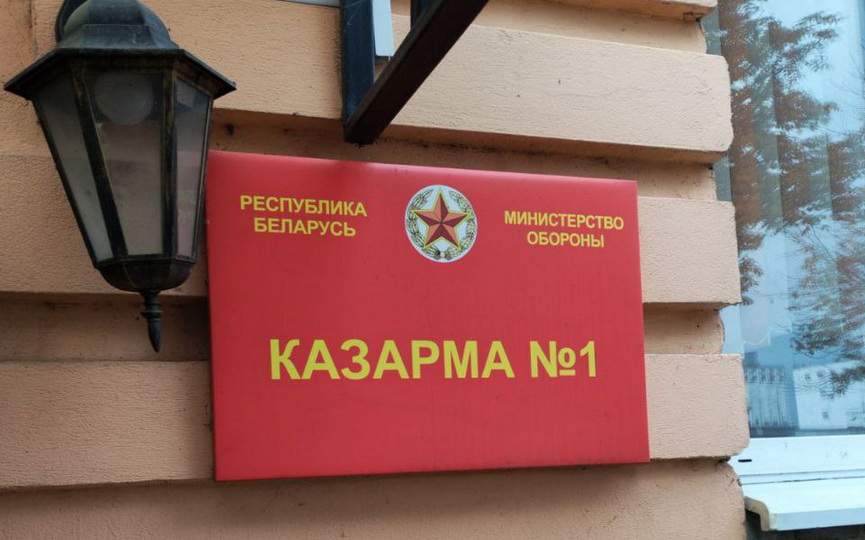 РЕСПУБЛИКА
БЕЛАРУСЬ
МИНИСТЕРСТВО
ОБОРОНЫ
КАЗАРМА №1